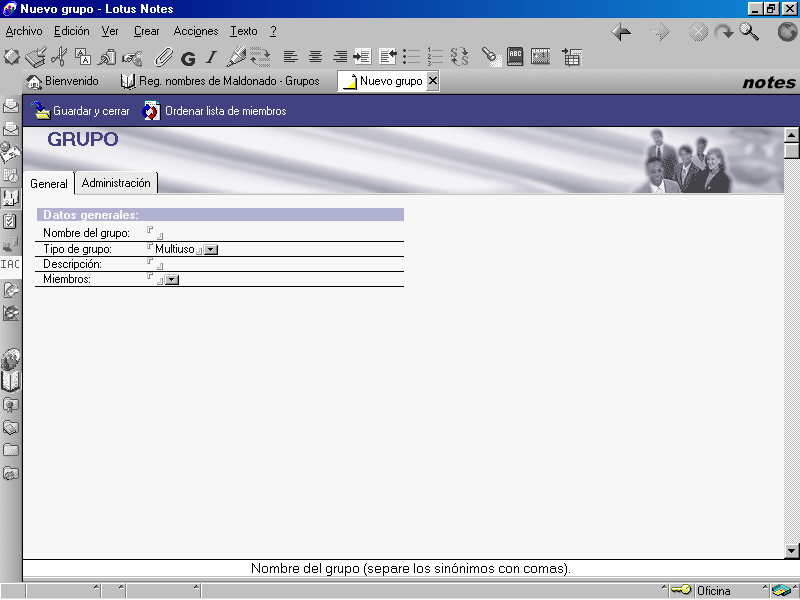 Nuevo grupo - Lotus Notes
Archivo Edición Ver Crear Acciones Texto ?
G I ABC
Bienvenido Reg. nombres de Maldonado - Grupos Nuevo grupo notes
Guardar y cerrar Ordenar lista de miembros
GRUPO
General Administración
Datos generales:
Nombre del grupo:
Tipo de grupo: Multiuso
Descripción:
Miembros:
IAC
Nombre del grupo (separe los sinónimos con comas).
Oficina